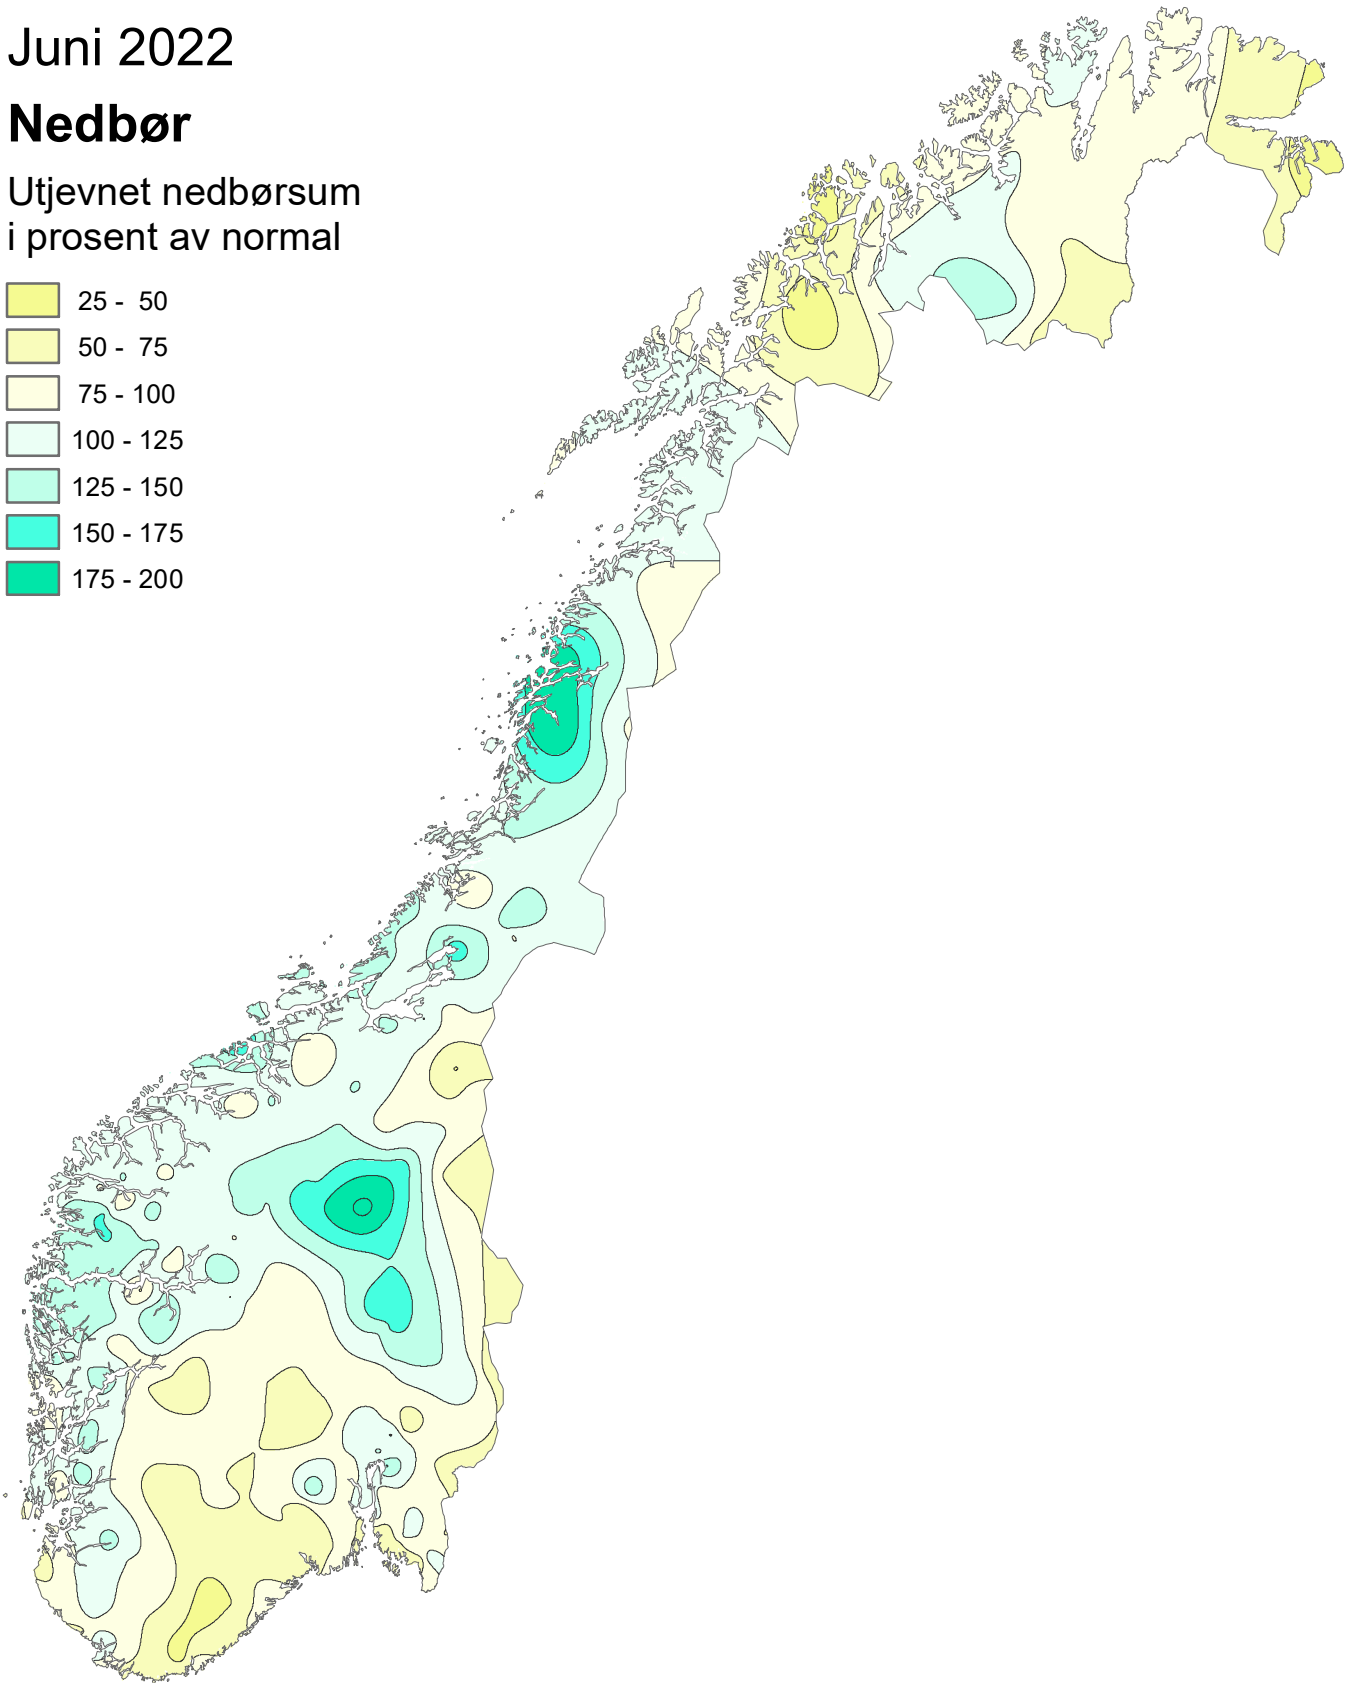 Juni 2022
Nedbør
Utjevnet nedbørsum
i prosent av normal
25 - 50
50 - 75
75 - 100
100 - 125
125 - 150
150 - 175
175 - 200